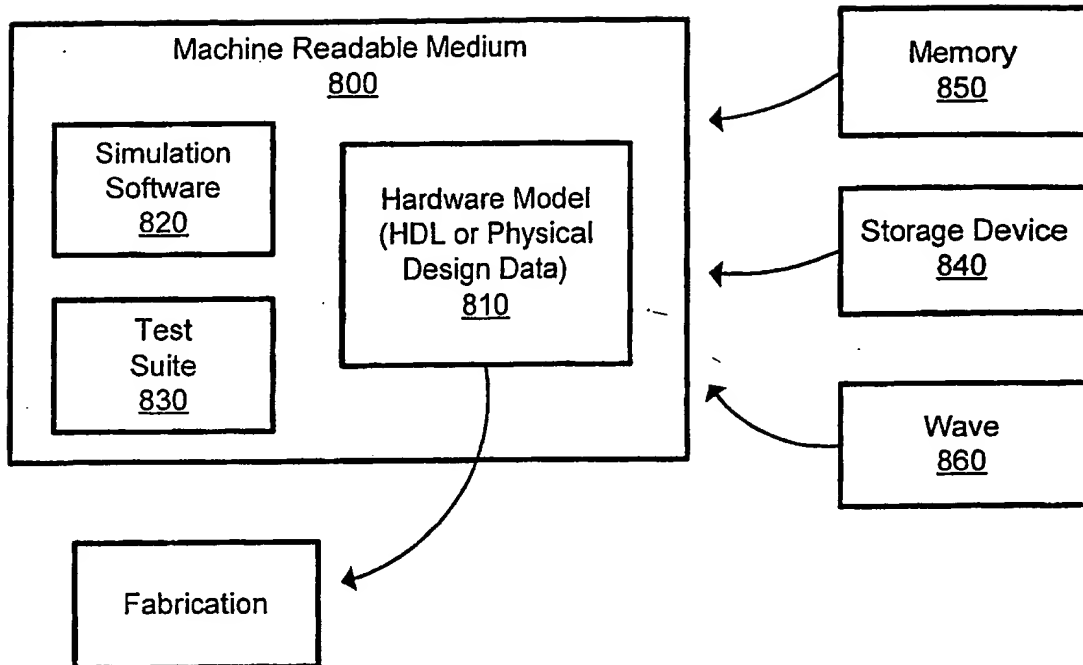 Machine Readable Medium
800
Simulation
Software
820
Test
Suite
830
Hardware Model
(HDL or Physical
Design Data)
810
Memory
850
Storage Device
840
Wave
860
Fabrication